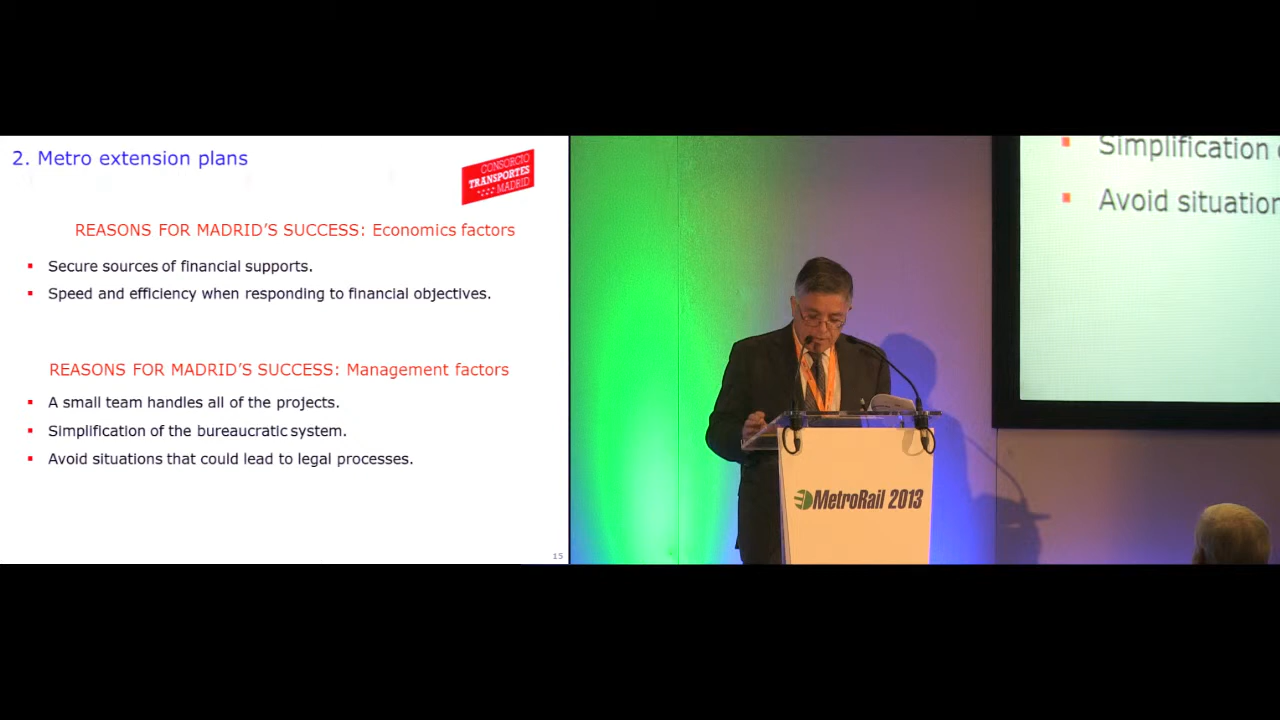 2. Metro extension plans
CONSORCIO
TRANSPORTES
MADRID
REASONS FOR MADRID'S SUCCESS: Economics factors
▪ Secure sources of financial supports.
▪ Speed and efficiency when responding to financial objectives.
REASONS FOR MADRID'S SUCCESS: Management factors
▪ A small team handles all of the projects.
▪ Simplification of the bureaucratic system.
▪ Avoid situations that could lead to legal processes.
15
▪ Simplification
▪ Avoid situation
MetroRail 2013